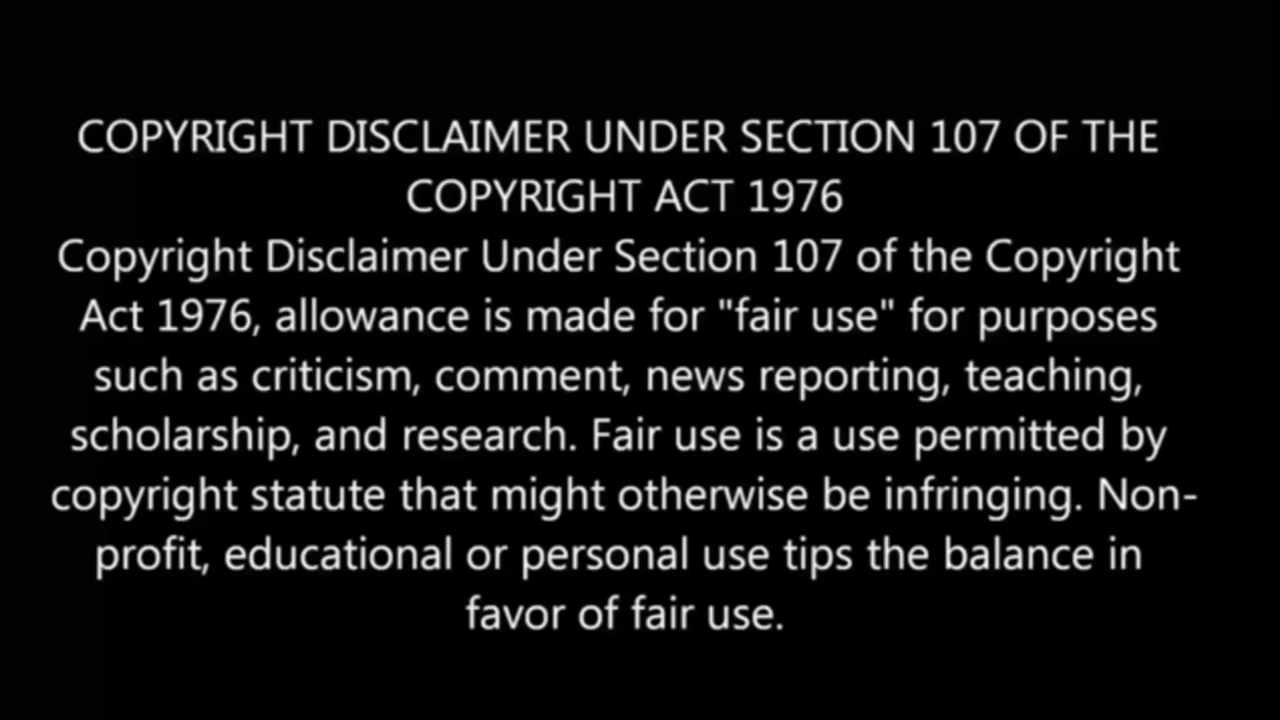 COPYRIGHT DISCLAIMER UNDER SECTION 107 OF THE
COPYRIGHT ACT 1976
Copyright Disclaimer Under Section 107 of the Copyright
Act 1976, allowance is made for "fair use" for purposes
such as criticism, comment, news reporting, teaching,
scholarship, and research. Fair use is a use permitted by
copyright statute that might otherwise be infringing. Non-
profit, educational or personal use tips the balance in
favor of fair use.